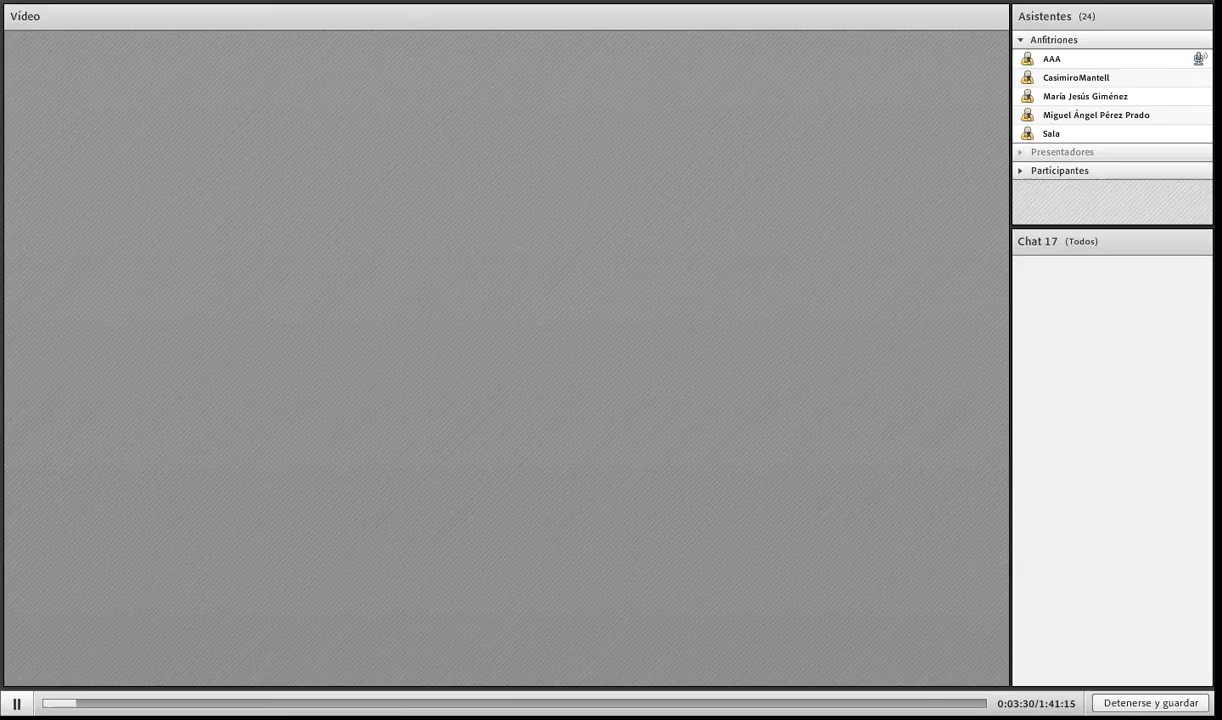 Vídeo
Asistentes (24)
Anfitriones
AAA
CasimiroMantell
María Jesús Giménez
Miguel Ángel Pérez Prado
Sala
Presentadores
Participantes
Chat 17 (Todos)
0:03:30/1:41:15
Detenerse y guardar